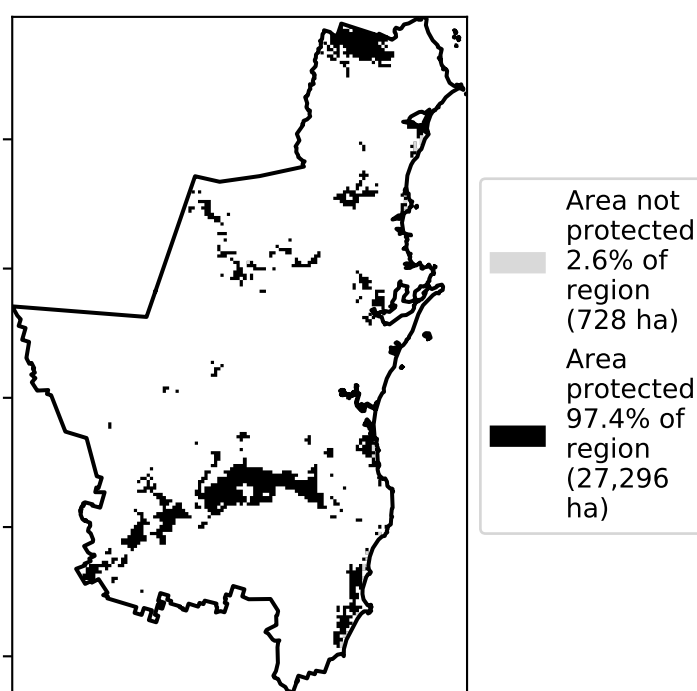 Area not
protected
2.6% of
region
(728 ha)
Area
protected
97.4% of
region
(27,296
ha)